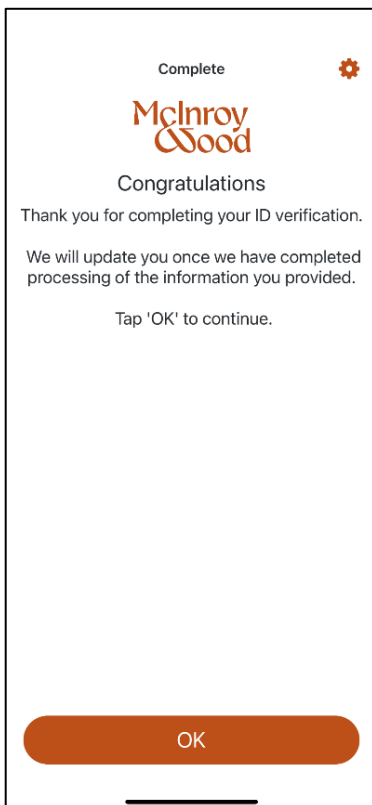 Complete
McInroy
&Wood
Congratulations
Thank you for completing your ID verification.
We will update you once we have completed
processing of the information you provided.
Tap 'OK' to continue.
OK